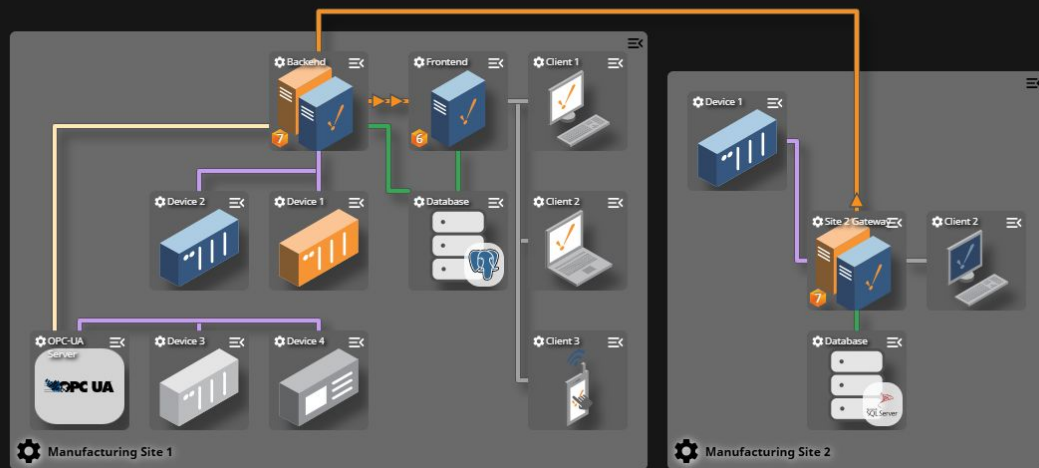 Backend
7
Frontend
6
Client 1
Device 2
Device 1
Database
Client 2
OPC-UA
Server
OPC UA
Device 3
Device 4
Client 3
Manufacturing Site 1
Device 1
Site 2 Gateway
7
Client 2
Database
SQL Server
Manufacturing Site 2